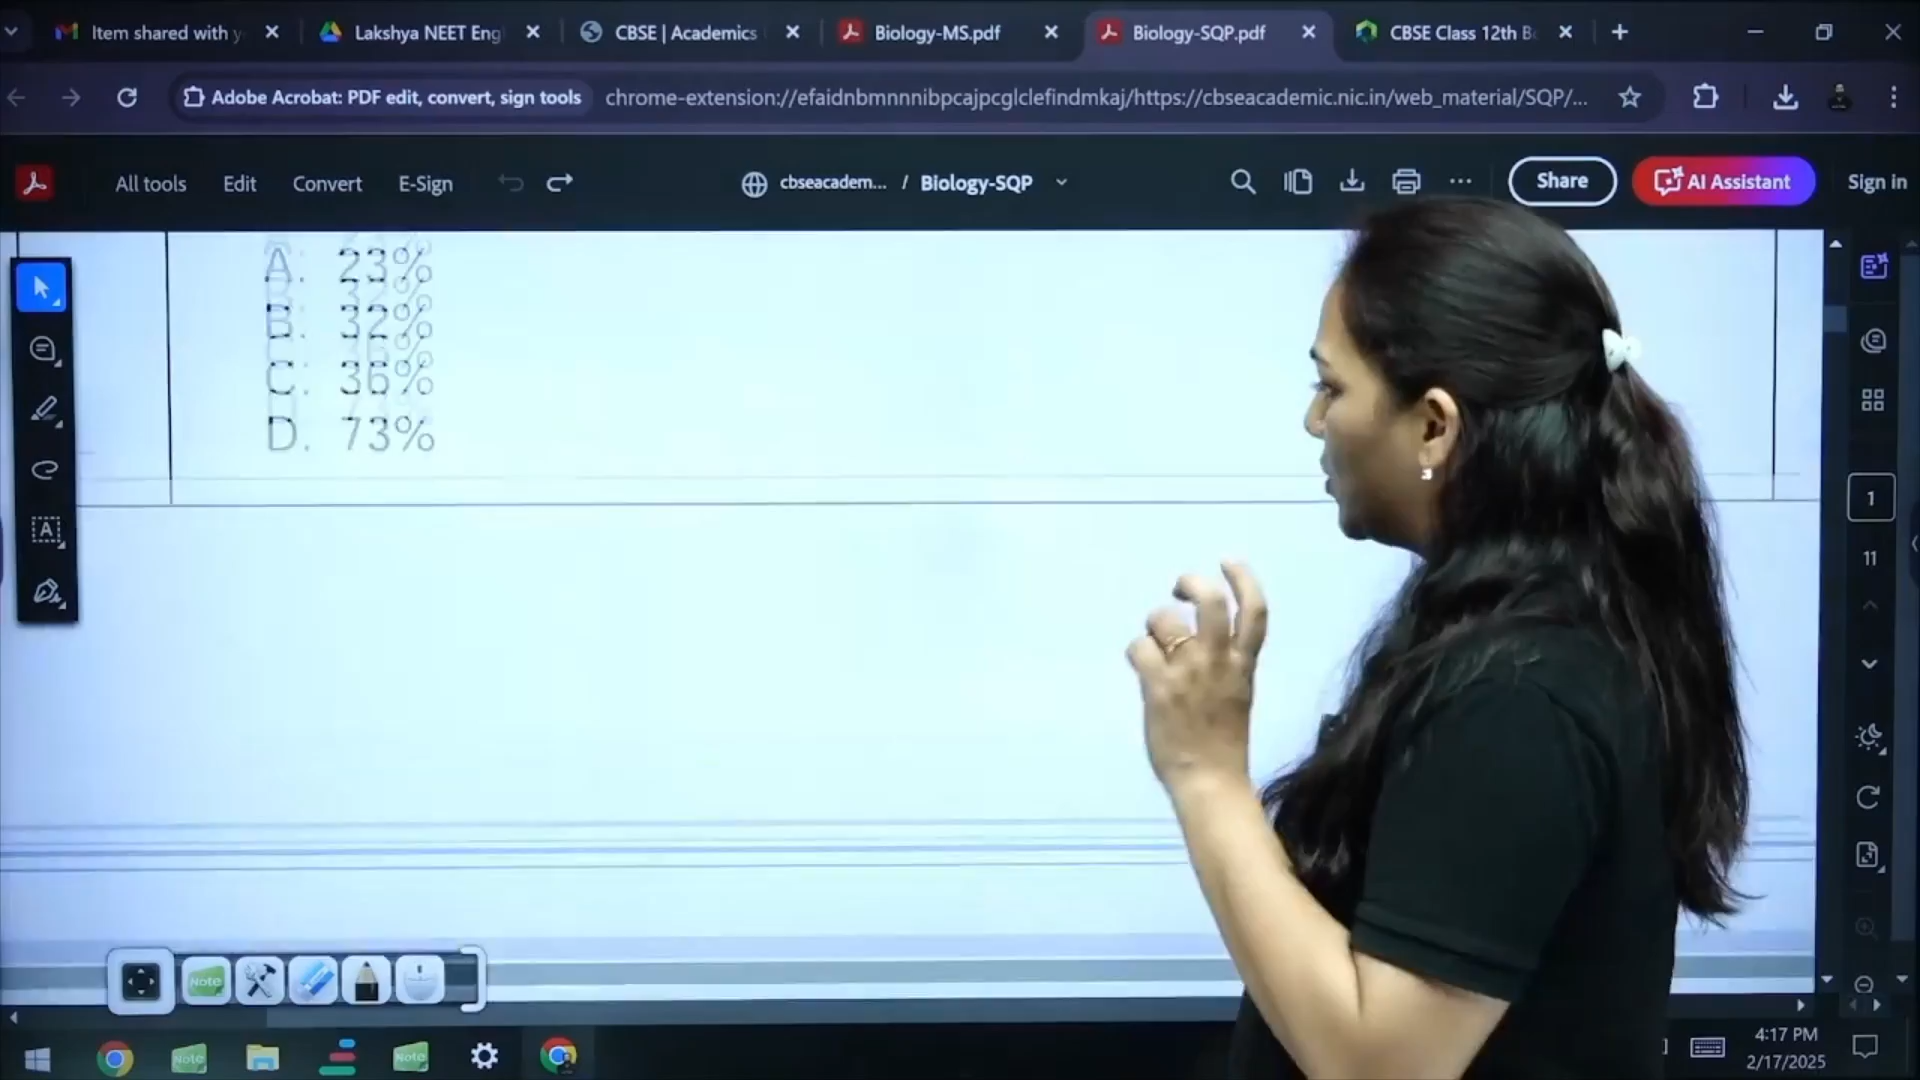 Item shared with y
Lakshya NEET Eng
CBSE | Academics
Biology-MS.pdf
Biology-SQP.pdf
CBSE Class 12th B
Adobe Acrobat: PDF edit, convert, sign tools
chrome-extension://efaidnbmnnnibpcajpcglclefindmkaj/https://cbseacademic.nic.in/web_material/SQP/...
All tools
Edit
Convert
E-Sign
cbseacadem... / Biology-SQP
Share
AI Assistant
Sign in
A. 23%
B. 32%
C. 36%
D. 73%
1
11
Note
Note
Note
4:17 PM
2/17/2025